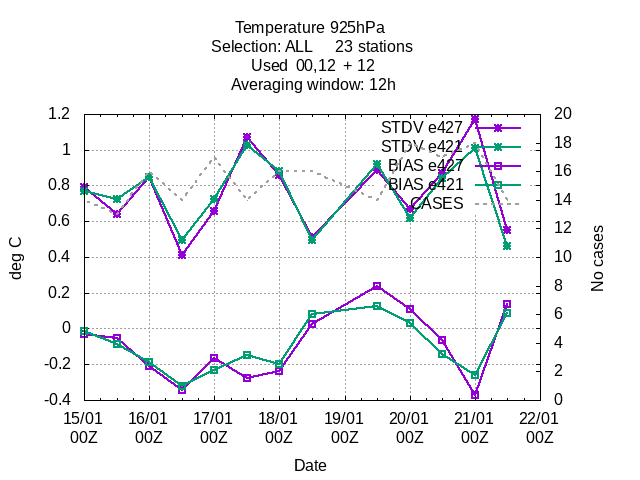 Temperature 925hPa
Selection: ALL 23 stations
Used 00,12 + 12
Averaging window: 12h
STDV e427
STDV e421
BIAS e427
BIAS e421
CASES
1.2
1
0.8
0.6
0.4
0.2
0
-0.2
-0.4
deg C
20
18
16
14
12
10
8
6
4
2
0
No cases
15/01 16/01 17/01 18/01 19/01 20/01 21/01 22/01
00Z 00Z 00Z 00Z 00Z 00Z 00Z 00Z
Date